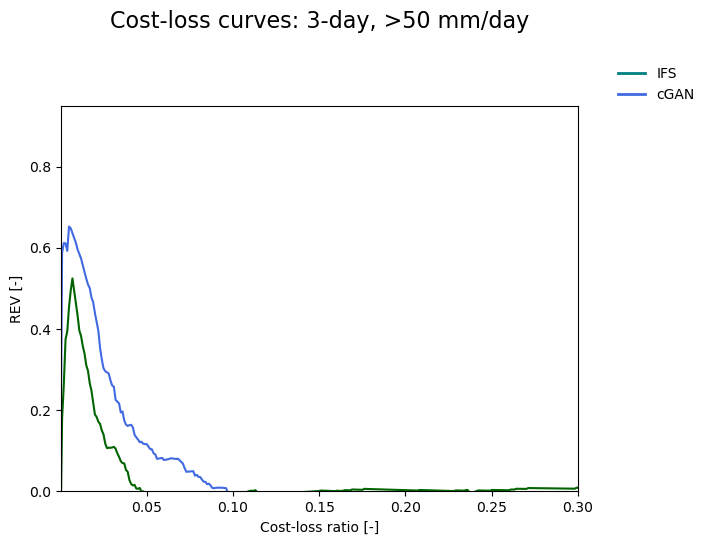 Cost-loss curves: 3-day, >50 mm/day
IFS
cGAN
0.8
0.6
0.4
0.2
0.0
REV [-]
0.05
0.10
0.15
0.20
0.25
0.30
Cost-loss ratio [-]